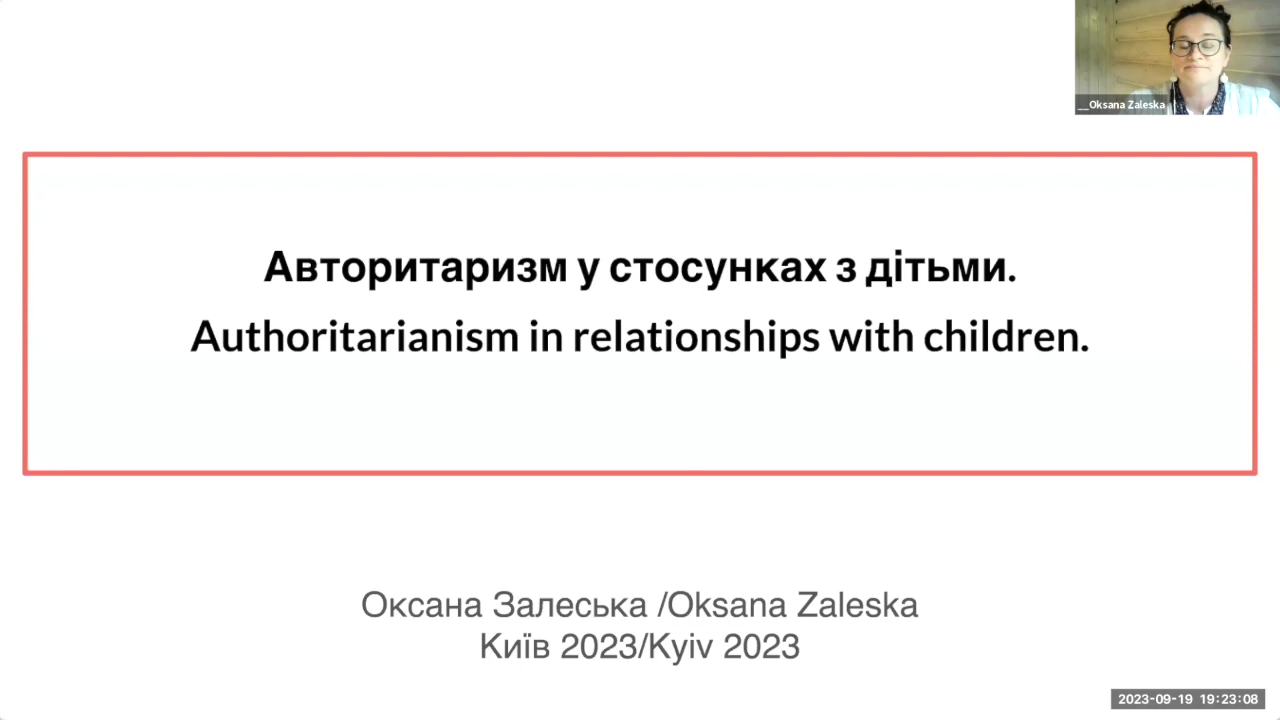 __Oksana Zaleska
Авторитаризм у стосунках з дітьми.
Authoritarianism in relationships with children.
Оксана Залеська /Oksana Zaleska
Київ 2023/Kyiv 2023
2023-09-19 19:23:08